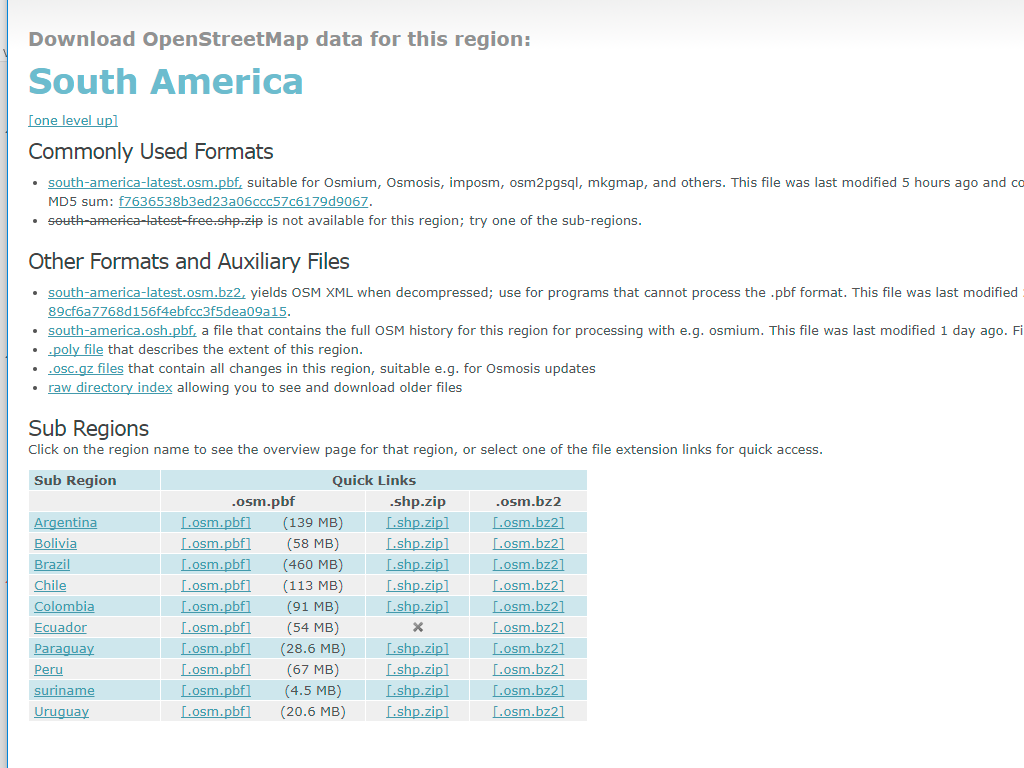 Download OpenStreetMap data for this region:
South America
[one level up]
Commonly Used Formats
• south-america-latest.osm.pbf, suitable for Osmium, Osmosis, imposm, osm2pgsql, mkgmap, and others. This file was last modified 5 hours ago and co
MD5 sum: f7636538b3ed23a06ccc57c6179d9067.
• south-america-latest-free.shp.zip is not available for this region; try one of the sub-regions.
Other Formats and Auxiliary Files
• south-america-latest.osm.bz2, yields OSM XML when decompressed; use for programs that cannot process the .pbf format. This file was last modified
89cf6a7768d156f4ebfcc3f5dea09a15.
• south-america.osh.pbf, a file that contains the full OSM history for this region for processing with e.g. osmium. This file was last modified 1 day ago. Fi
• .poly file that describes the extent of this region.
• .osc.gz files that contain all changes in this region, suitable e.g. for Osmosis updates
• raw directory index allowing you to see and download older files
Sub Regions
Click on the region name to see the overview page for that region, or select one of the file extension links for quick access.
Sub Region Quick Links
.osm.pbf .shp.zip .osm.bz2
Argentina [.osm.pbf] (139 MB) [.shp.zip] [.osm.bz2]
Bolivia [.osm.pbf] (58 MB) [.shp.zip] [.osm.bz2]
Brazil [.osm.pbf] (460 MB) [.shp.zip] [.osm.bz2]
Chile [.osm.pbf] (113 MB) [.shp.zip] [.osm.bz2]
Colombia [.osm.pbf] (91 MB) [.shp.zip] [.osm.bz2]
Ecuador [.osm.pbf] (54 MB) ✖ [.osm.bz2]
Paraguay [.osm.pbf] (28.6 MB) [.shp.zip] [.osm.bz2]
Peru [.osm.pbf] (67 MB) [.shp.zip] [.osm.bz2]
suriname [.osm.pbf] (4.5 MB) [.shp.zip] [.osm.bz2]
Uruguay [.osm.pbf] (20.6 MB) [.shp.zip] [.osm.bz2]